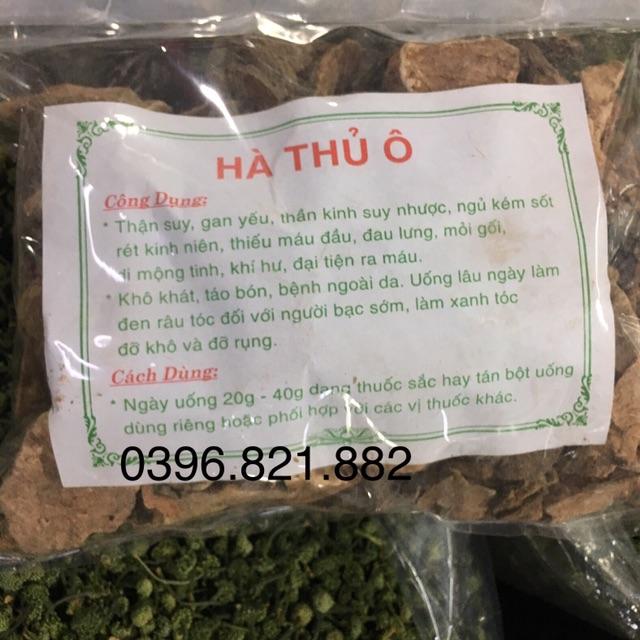 HÀ THỦ Ô
Công Dụng:
* Thận suy, gan yếu, thần kinh suy nhược, ngủ kém sốt
rét kinh niên, thiếu máu đầu, đau lưng, mỏi gối,
di mộng tinh, khí hư, đại tiện ra máu.
* Khô khát, táo bón, bệnh ngoài da. Uống lâu ngày làm
đen râu tóc đối với người bạc sớm, làm xanh tóc
đỡ khô và đỡ rụng.
Cách Dùng:
* Ngày uống 20g - 40g dạng thuốc sắc hay tán bột uống
dùng riêng hoặc phối hợp với các vị thuốc khác.
0396.821.882